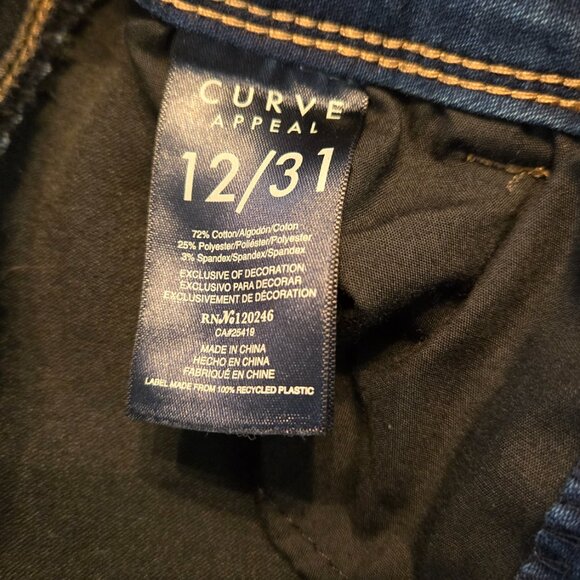 CURVE
APPEAL
12/31
72% Cotton/Algodón/Coton
25% Polyester/Poliéster/Polyester
3% Spandex/Spandex/Spandex
EXCLUSIVE OF DECORATION
EXCLUSIVO PARA DECORAR
EXCLUSIVEMENT DE DÉCORATION
RN№120246
CA#25419
MADE IN CHINA
HECHO EN CHINA
FABRIQUÉ EN CHINE
LABEL MADE FROM 100% RECYCLED PLASTIC